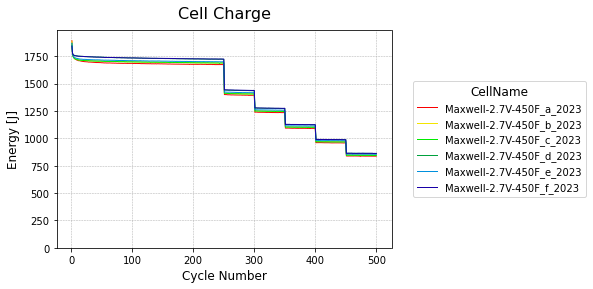 Cell Charge
Energy [J]
1750
1500
1250
1000
750
500
250
0
0 100 200 300 400 500
Cycle Number
CellName
Maxwell-2.7V-450F_a_2023
Maxwell-2.7V-450F_b_2023
Maxwell-2.7V-450F_c_2023
Maxwell-2.7V-450F_d_2023
Maxwell-2.7V-450F_e_2023
Maxwell-2.7V-450F_f_2023